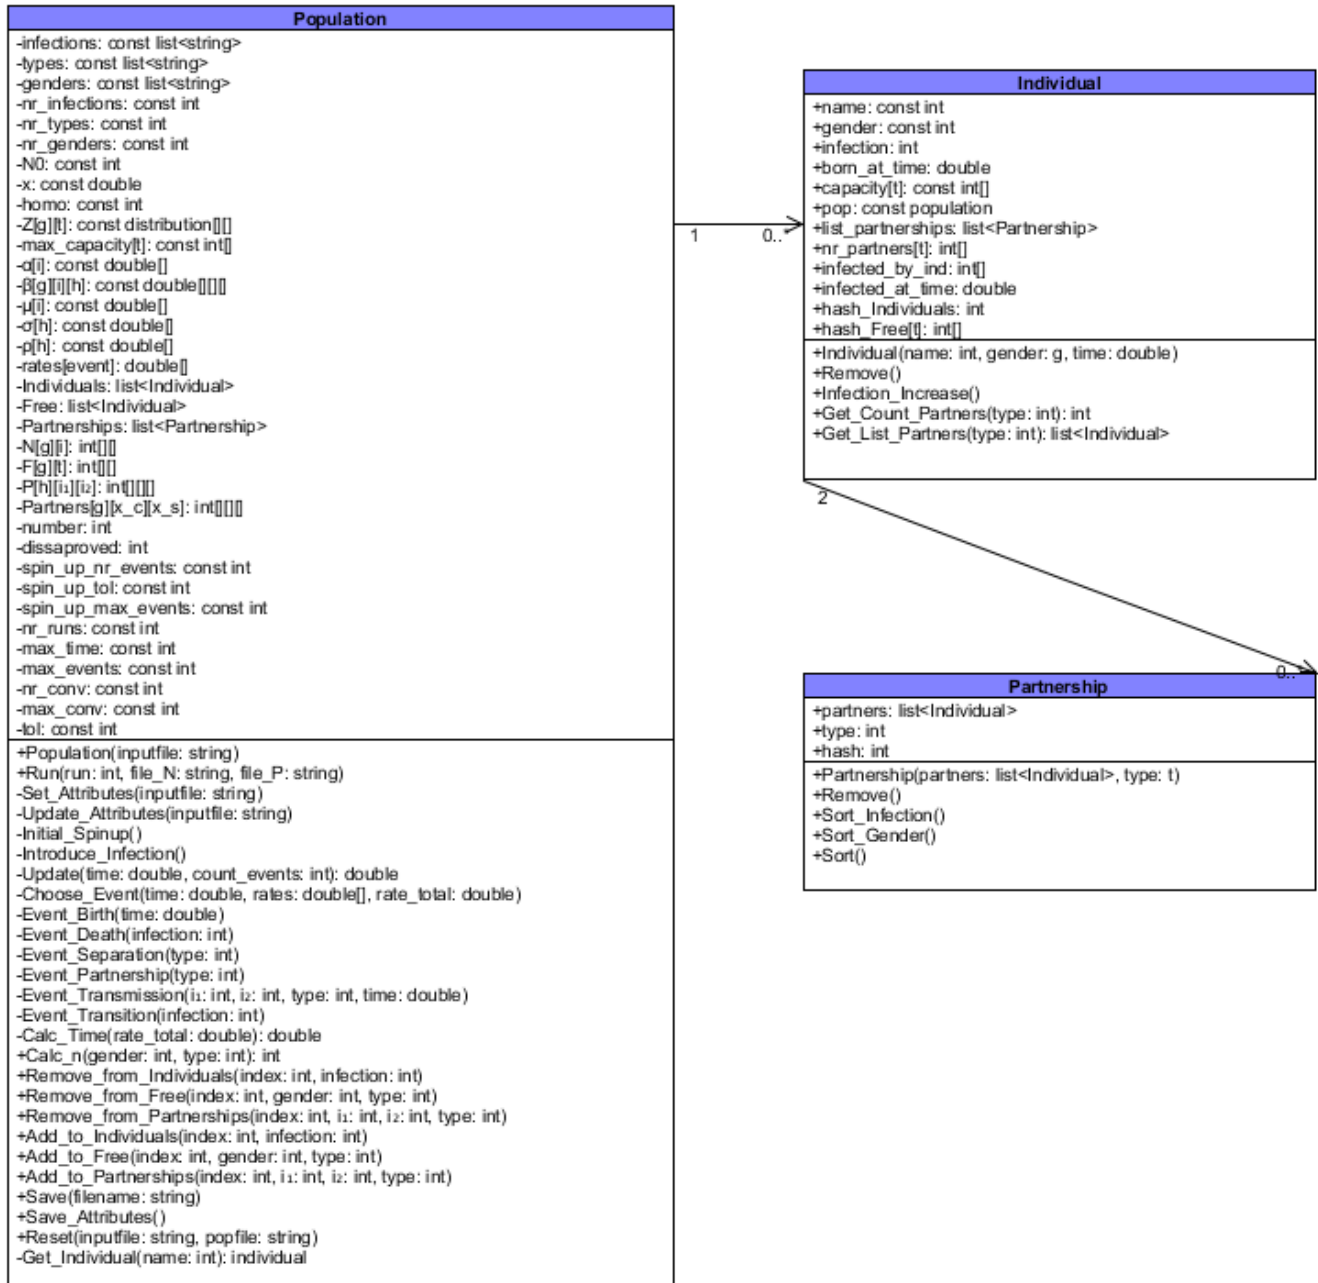 Population
-infections: const list<string>
-types: const list<string>
-genders: const list<string>
-nr_infections: const int
-nr_types: const int
-nr_genders: const int
-N0: const int
-x: const double
-homo: const int
-Z[g][t]: const distribution[][]
-max_capacity[t]: const int[]
-α[i]: const double[]
-β[g][i][h]: const double[][][]
-μ[i]: const double[]
-σ[h]: const double[]
-ρ[h]: const double[]
-rates[event]: double[]
-Individuals: list<Individual>
-Free: list<Individual>
-Partnerships: list<Partnership>
-N[g][i]: int[][]
-F[g][t]: int[][]
-P[h][i₁][i₂]: int[][][]
-Partners[g][x_c][x_s]: int[][][]
-number: int
-dissaproved: int
-spin_up_nr_events: const int
-spin_up_tol: const int
-spin_up_max_events: const int
-nr_runs: const int
-max_time: const int
-max_events: const int
-nr_conv: const int
-max_conv: const int
-tol: const int
+Population(inputfile: string)
+Run(run: int, file_N: string, file_P: string)
-Set_Attributes(inputfile: string)
-Update_Attributes(inputfile: string)
-Initial_Spinup()
-Introduce_Infection()
-Update(time: double, count_events: int): double
-Choose_Event(time: double, rates: double[], rate_total: double)
-Event_Birth(time: double)
-Event_Death(infection: int)
-Event_Separation(type: int)
-Event_Partnership(type: int)
-Event_Transmission(i₁: int, i₂: int, type: int, time: double)
-Event_Transition(infection: int)
-Calc_Time(rate_total: double): double
+Calc_n(gender: int, type: int): int
+Remove_from_Individuals(index: int, infection: int)
+Remove_from_Free(index: int, gender: int, type: int)
+Remove_from_Partnerships(index: int, i₁: int, i₂: int, type: int)
+Add_to_Individuals(index: int, infection: int)
+Add_to_Free(index: int, gender: int, type: int)
+Add_to_Partnerships(index: int, i₁: int, i₂: int, type: int)
+Save(filename: string)
+Save_Attributes()
+Reset(inputfile: string, popfile: string)
-Get_Individual(name: int): individual
1
0..*
Individual
+name: const int
+gender: const int
+infection: int
+born_at_time: double
+capacity[t]: const int[]
+pop: const population
+list_partnerships: list<Partnership>
+nr_partners[t]: int[]
+infected_by_ind: int[]
+infected_at_time: double
+hash_Individuals: int
+hash_Free[t]: int[]
+Individual(name: int, gender: g, time: double)
+Remove()
+Infection_Increase()
+Get_Count_Partners(type: int): int
+Get_List_Partners(type: int): list<Individual>
2
0..*
Partnership
+partners: list<Individual>
+type: int
+hash: int
+Partnership(partners: list<Individual>, type: t)
+Remove()
+Sort_Infection()
+Sort_Gender()
+Sort()